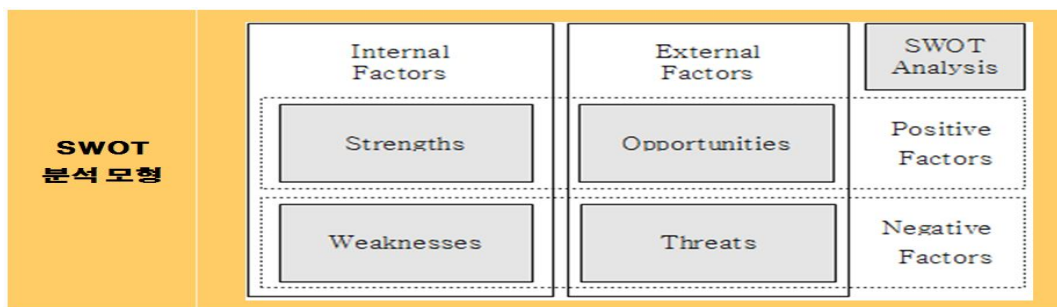 SWOT
분석 모형
Internal
Factors
External
Factors
SWOT
Analysis
Strengths
Opportunities
Positive
Factors
Weaknesses
Threats
Negative
Factors